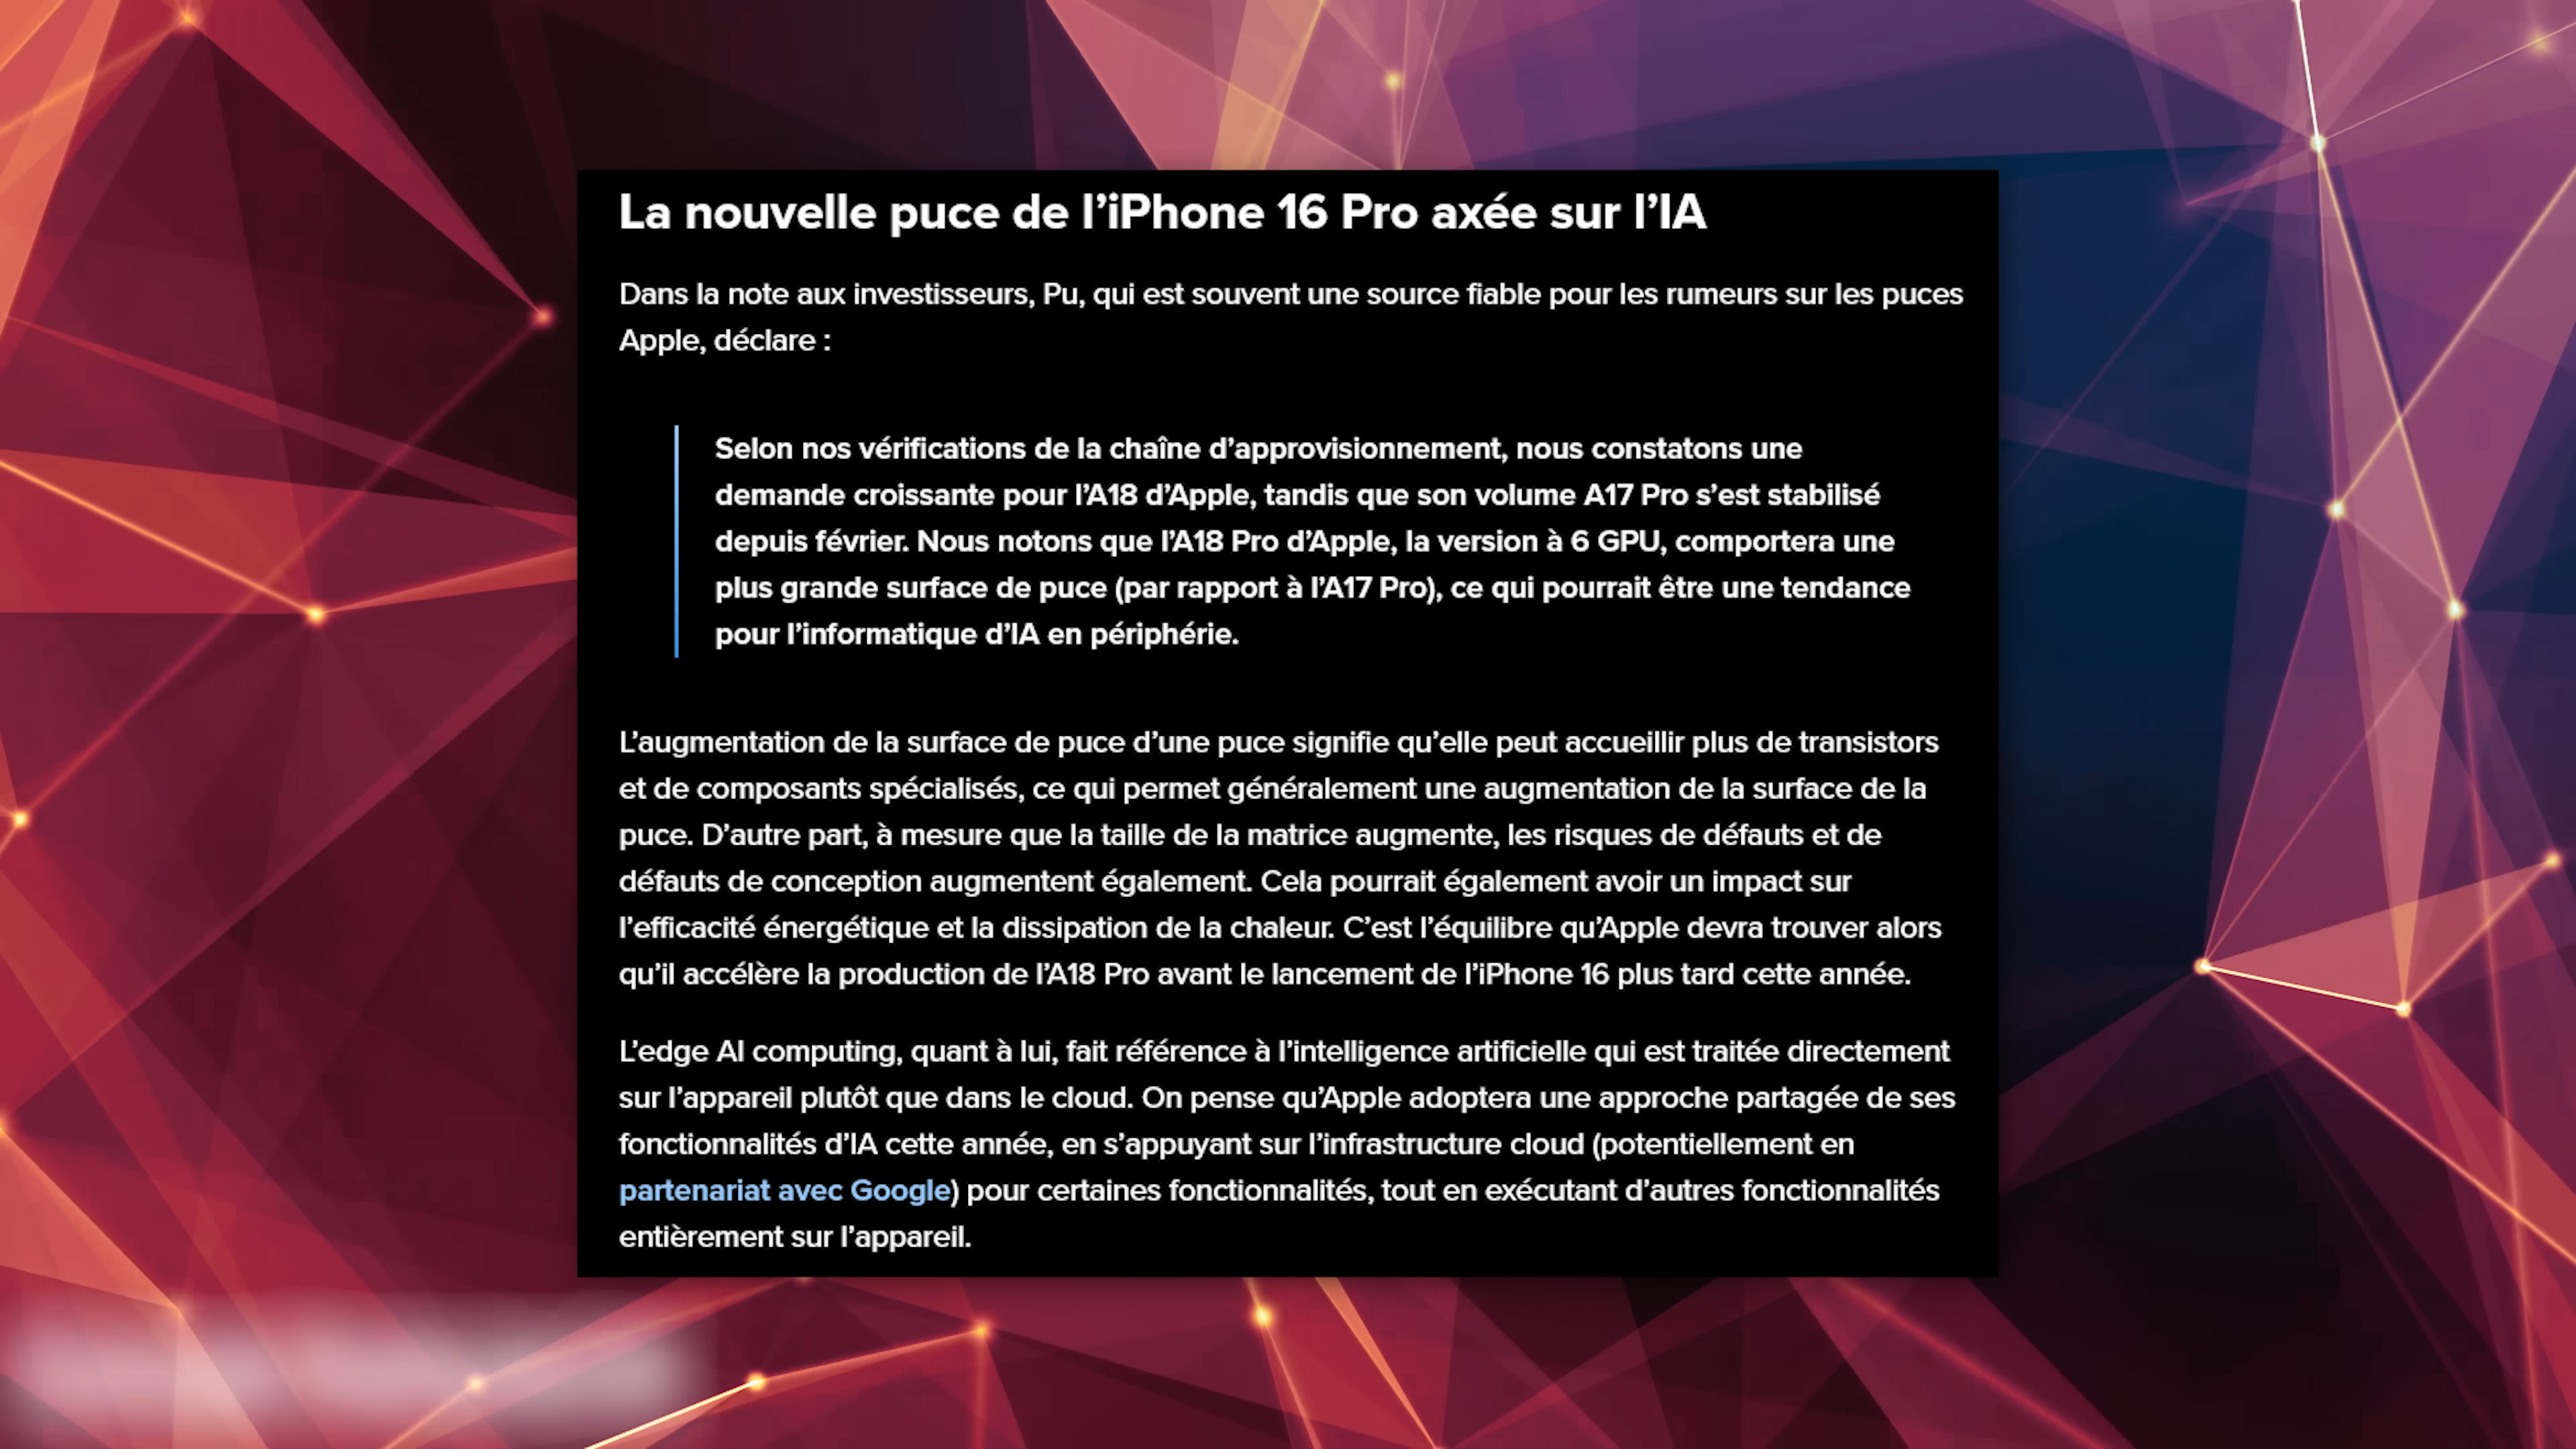 La nouvelle puce de l’iPhone 16 Pro axée sur l’IA
Dans la note aux investisseurs, Pu, qui est souvent une source fiable pour les rumeurs sur les puces
Apple, déclare :
Selon nos vérifications de la chaîne d’approvisionnement, nous constatons une
demande croissante pour l’A18 d’Apple, tandis que son volume A17 Pro s’est stabilisé
depuis février. Nous notons que l’A18 Pro d’Apple, la version à 6 GPU, comportera une
plus grande surface de puce (par rapport à l’A17 Pro), ce qui pourrait être une tendance
pour l’informatique d’IA en périphérie.
L’augmentation de la surface de puce d’une puce signifie qu’elle peut accueillir plus de transistors
et de composants spécialisés, ce qui permet généralement une augmentation de la surface de la
puce. D’autre part, à mesure que la taille de la matrice augmente, les risques de défauts et de
défauts de conception augmentent également. Cela pourrait également avoir un impact sur
l’efficacité énergétique et la dissipation de la chaleur. C’est l’équilibre qu’Apple devra trouver alors
qu’il accélère la production de l’A18 Pro avant le lancement de l’iPhone 16 plus tard cette année.
L’edge AI computing, quant à lui, fait référence à l’intelligence artificielle qui est traitée directement
sur l’appareil plutôt que dans le cloud. On pense qu’Apple adoptera une approche partagée de ses
fonctionnalités d’IA cette année, en s’appuyant sur l’infrastructure cloud (potentiellement en
partenariat avec Google) pour certaines fonctionnalités, tout en exécutant d’autres fonctionnalités
entièrement sur l’appareil.